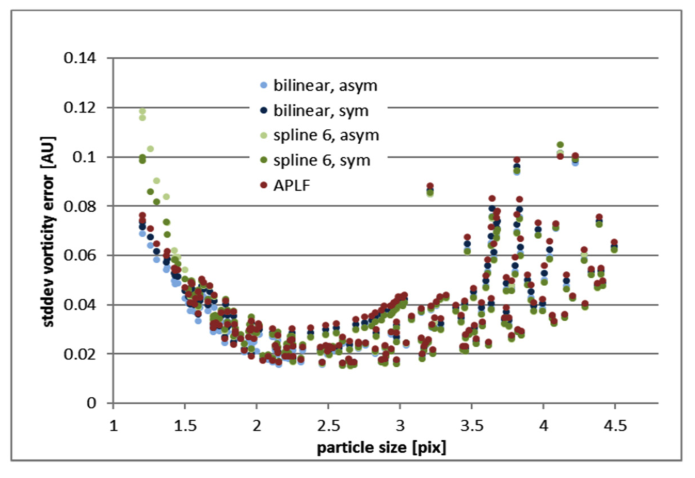 0.14
0.12
0.1
0.08
0.06
0.04
0.02
0
stddev vorticity error [AU]
bilinear, asym
bilinear, sym
spline 6, asym
spline 6, sym
APLF
1 1.5 2 2.5 3 3.5 4 4.5
particle size [pix]